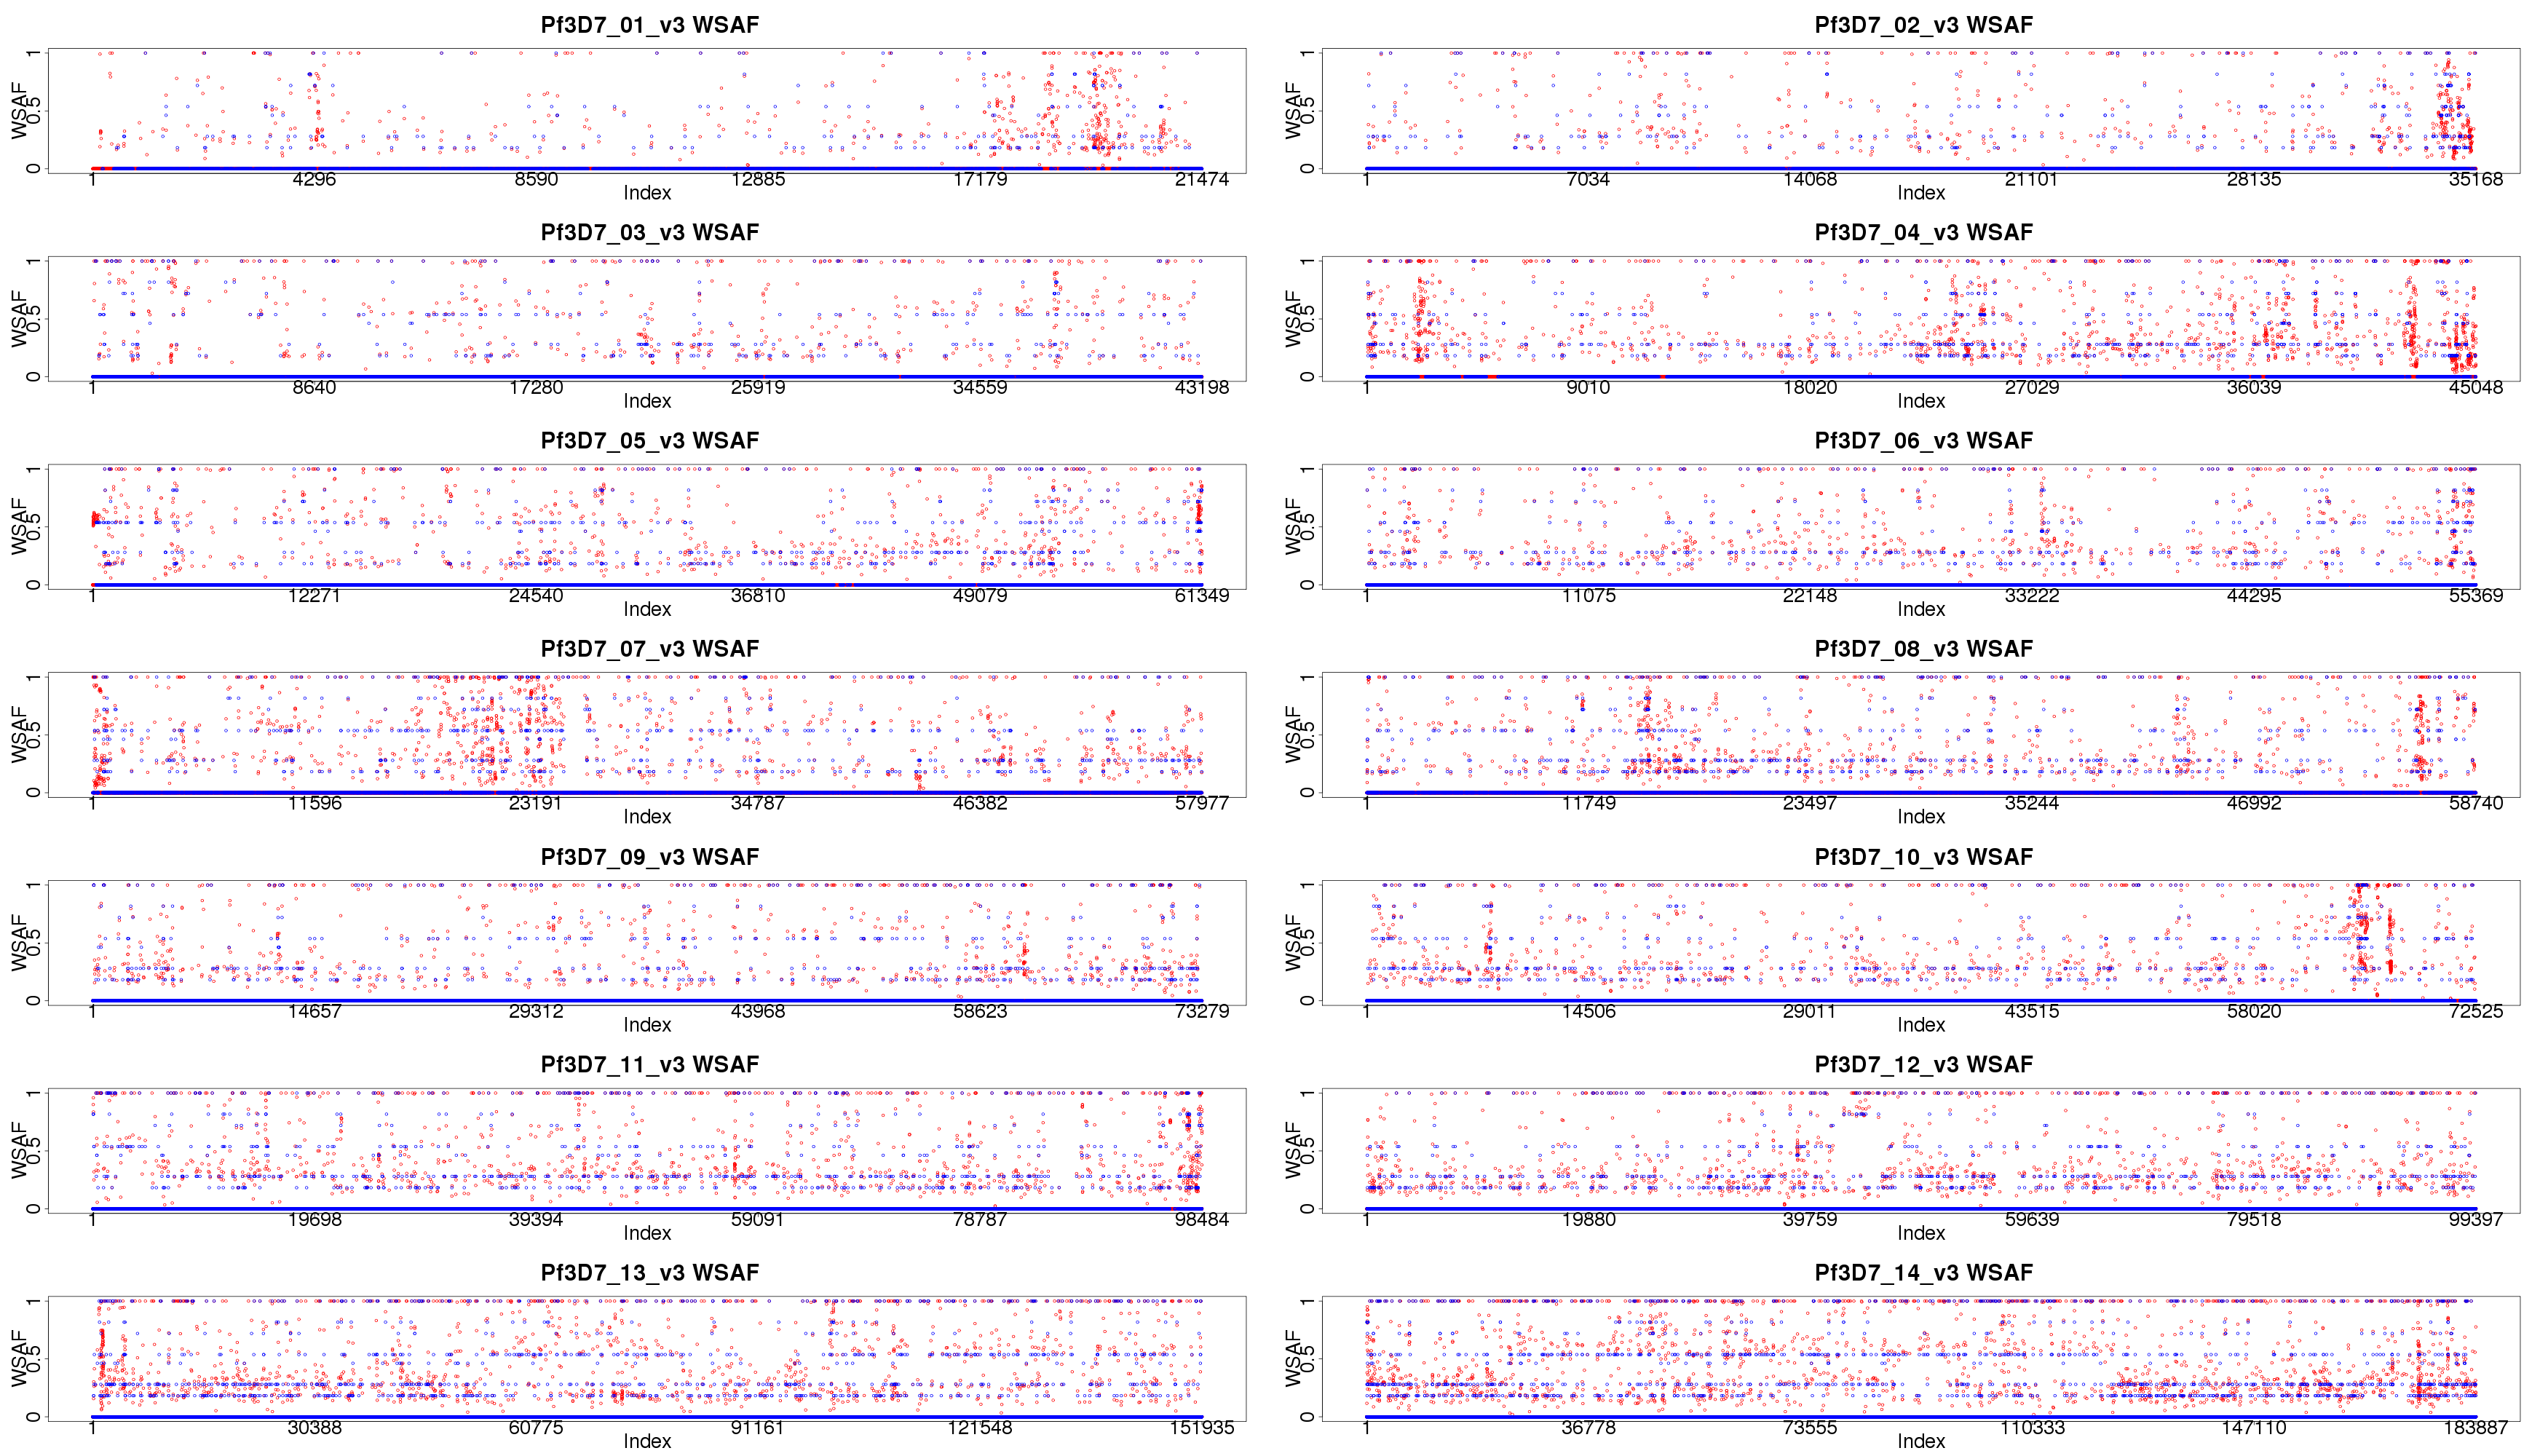 Pf3D7_01_v3 WSAF
WSAF
0 0.5 1
1 4296 8590 12885 17179 21474
Index
Pf3D7_02_v3 WSAF
WSAF
0 0.5 1
1 7034 14068 21101 28135 35168
Index
Pf3D7_03_v3 WSAF
WSAF
0 0.5 1
1 8640 17280 25919 34559 43198
Index
Pf3D7_04_v3 WSAF
WSAF
0 0.5 1
1 9010 18020 27029 36039 45048
Index
Pf3D7_05_v3 WSAF
WSAF
0 0.5 1
1 12271 24540 36810 49079 61349
Index
Pf3D7_06_v3 WSAF
WSAF
0 0.5 1
1 11075 22148 33222 44295 55369
Index
Pf3D7_07_v3 WSAF
WSAF
0 0.5 1
1 11596 23191 34787 46382 57977
Index
Pf3D7_08_v3 WSAF
WSAF
0 0.5 1
1 11749 23497 35244 46992 58740
Index
Pf3D7_09_v3 WSAF
WSAF
0 0.5 1
1 14657 29312 43968 58623 73279
Index
Pf3D7_10_v3 WSAF
WSAF
0 0.5 1
1 14506 29011 43515 58020 72525
Index
Pf3D7_11_v3 WSAF
WSAF
0 0.5 1
1 19698 39394 59091 78787 98484
Index
Pf3D7_12_v3 WSAF
WSAF
0 0.5 1
1 19880 39759 59639 79518 99397
Index
Pf3D7_13_v3 WSAF
WSAF
0 0.5 1
1 30388 60775 91161 121548 151935
Index
Pf3D7_14_v3 WSAF
WSAF
0 0.5 1
1 36778 73555 110333 147110 183887
Index